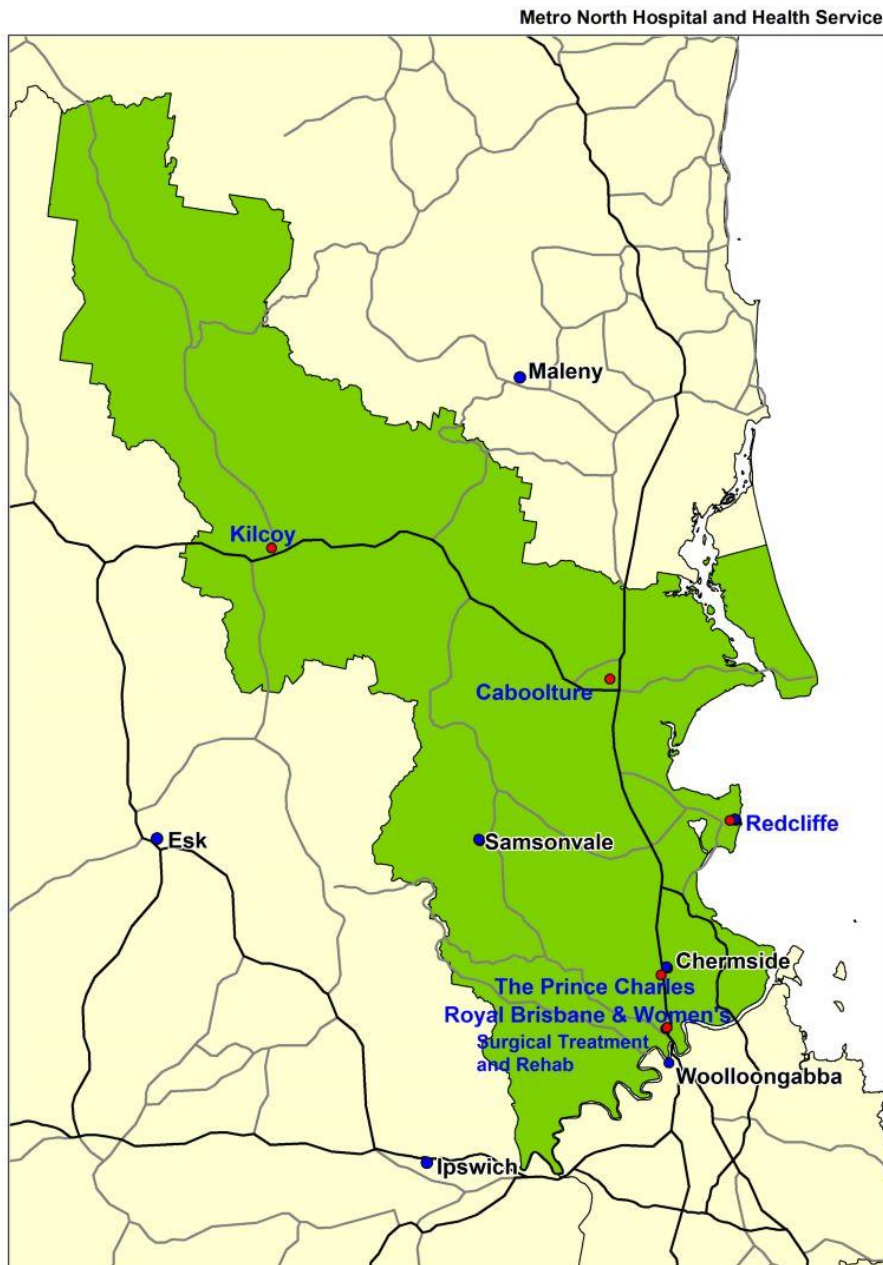 Metro North Hospital and Health Service
Maleny
Kilcoy
Caboolture
Redcliffe
Esk
Samsonvale
Chermside
The Prince Charles
Royal Brisbane & Women's
Surgical Treatment
and Rehab
Woolloongabba
Ipswich